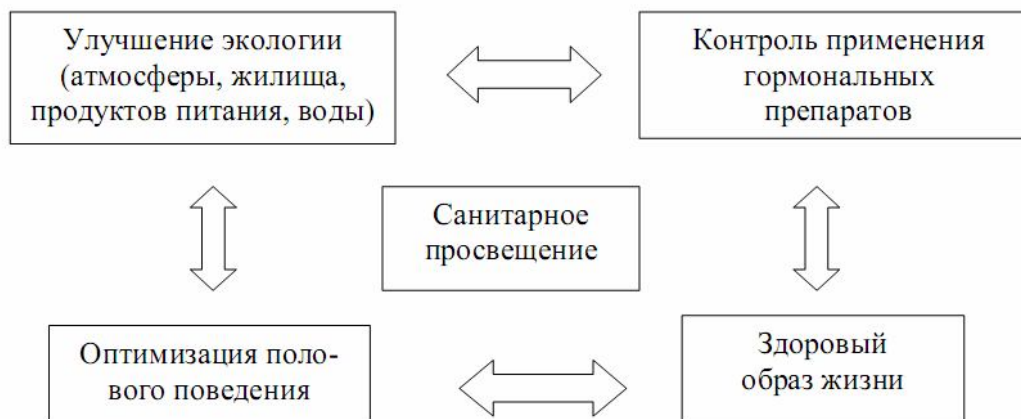 Улучшение экологии
(атмосферы, жилища,
продуктов питания, воды)
Контроль применения
гормональных
препаратов
Санитарное
просвещение
Оптимизация поло-
вого поведения
Здоровый
образ жизни